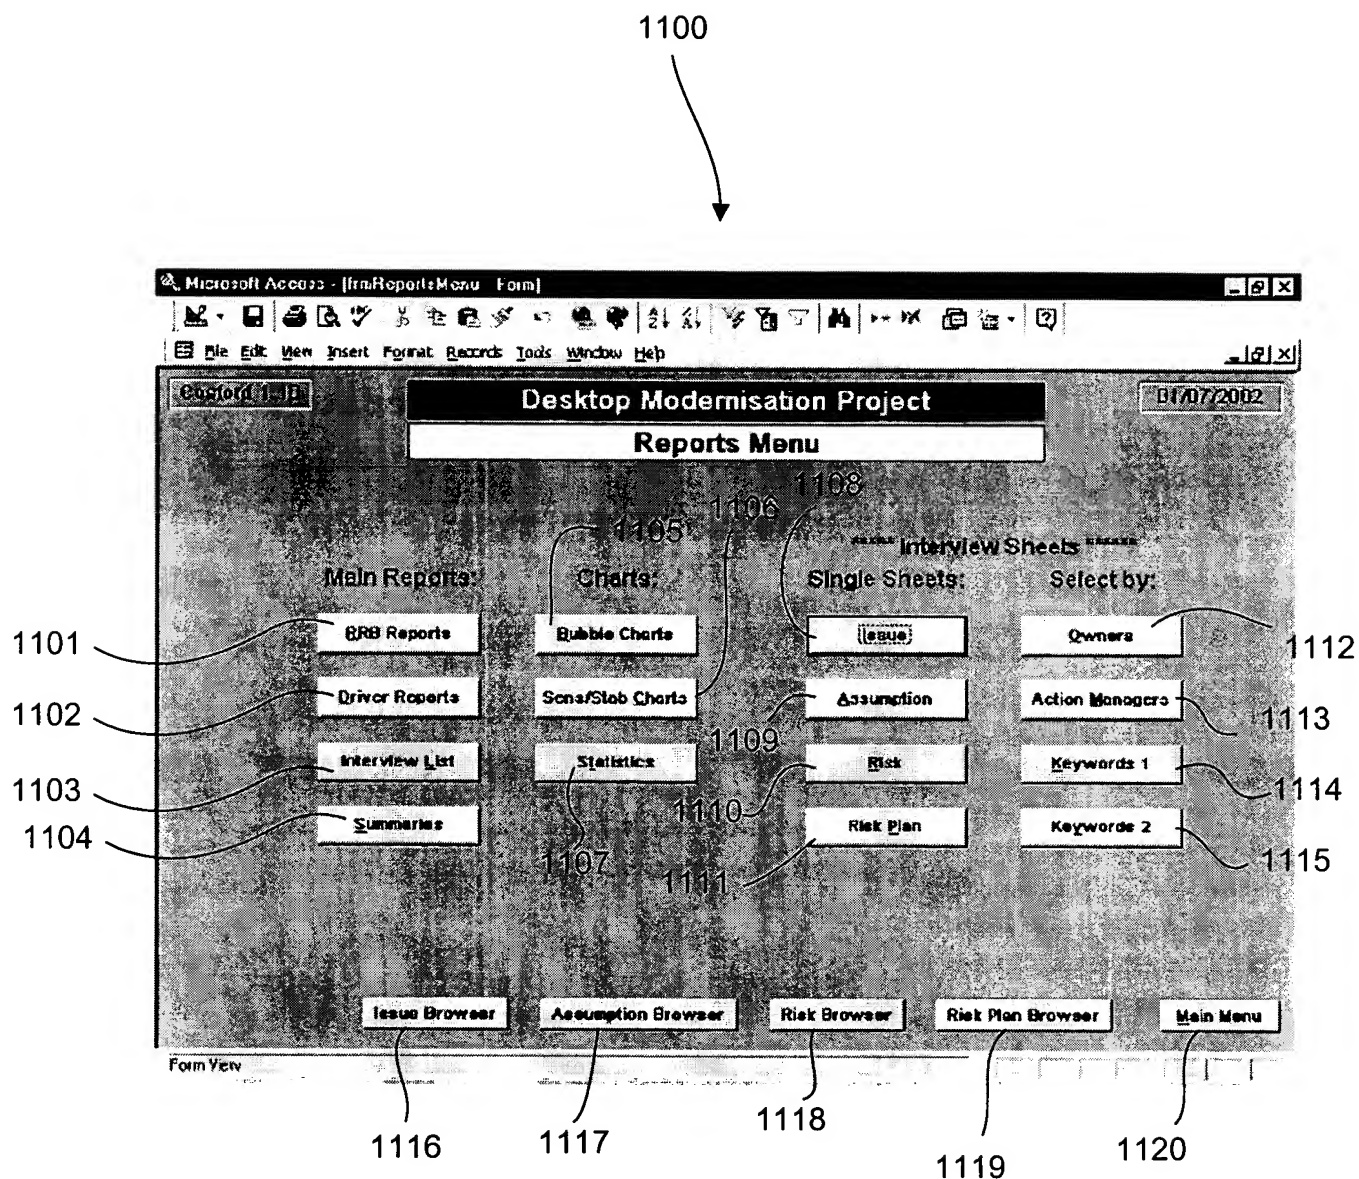 1100
Microsoft Access - [frmReportsMenu Form]
File Edit View Insert Format Records Tools Window Help
Desktop Modernisation Project
01/07/2002
Reports Menu
1108
1106
1105
***** Interview Sheets ******
Main Reports: Charts: Single Sheets: Select by:
1101 RRB Reports Bubble Charts Issue Owners 1112
1102 Driver Reports Sens/Stab Charts Assumption Action Managers 1113
1109
1103 Interview List Statistics Risk Keywords 1 1114
1110
1104 Summaries Risk Plan Keywords 2 1115
1107 1111
Issue Browser Assumption Browser Risk Browser Risk Plan Browser Main Menu
Form View
1116 1117 1118 1119 1120